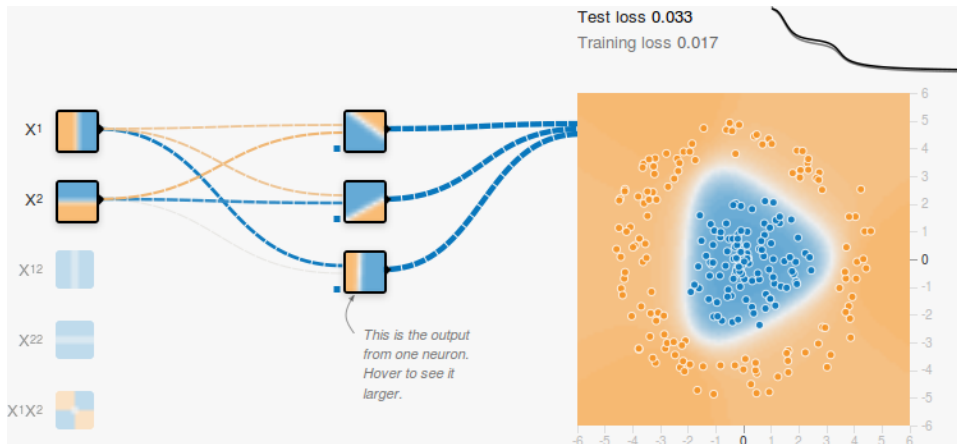 Test loss 0.033
Training loss 0.017
X1
X2
X12
X22
X1X2
This is the output
from one neuron.
Hover to see it
larger.
6
5
4
3
2
1
0
-1
-2
-3
-4
-5
-6
-6 -5 -4 -3 -2 -1 0 1 2 3 4 5 6